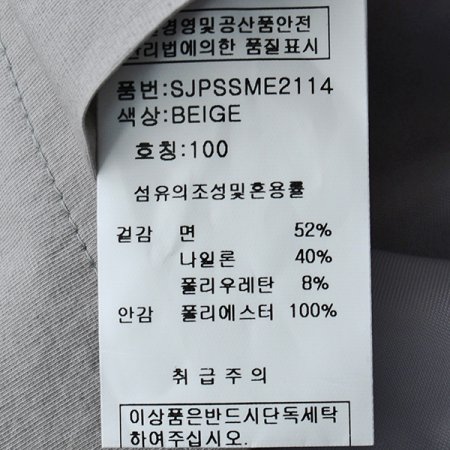 경영및공산품안전
관리법에의한 품질표시
품번:SJPSSME2114
색상:BEIGE
호칭:100
섬유의조성및혼용률
겉감 면 52%
나일론 40%
폴리우레탄 8%
안감 폴리에스터 100%
취급주의
이상품은반드시단독세탁
하여주십시오.